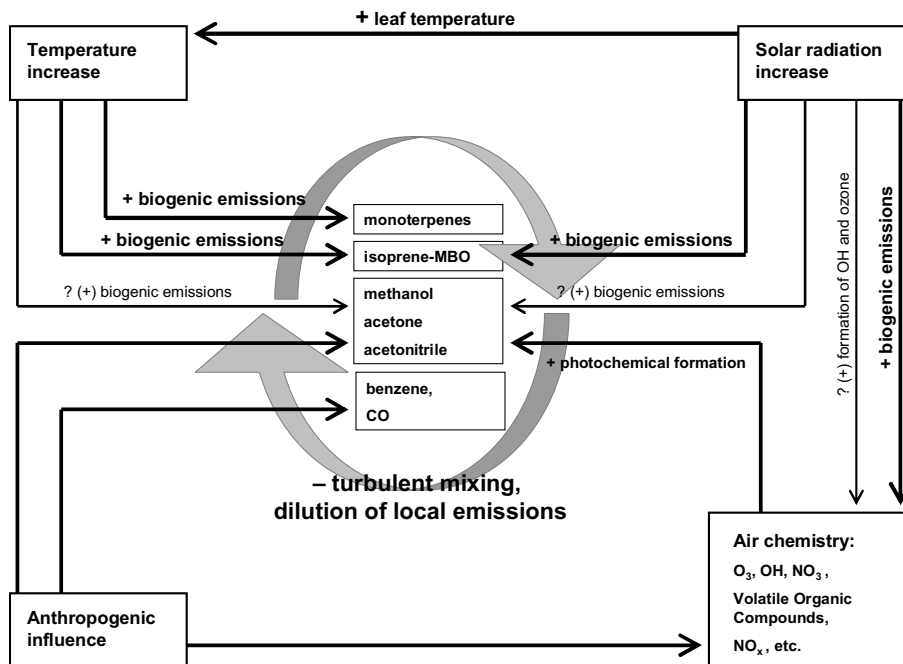 + leaf temperature
Temperature
increase
Solar radiation
increase
+ biogenic emissions
monoterpenes
+ biogenic emissions
isoprene-MBO
+ biogenic emissions
? (+) biogenic emissions
methanol
acetone
acetonitrile
? (+) biogenic emissions
+ photochemical formation
? (+) formation of OH and ozone
+ biogenic emissions
benzene,
CO
– turbulent mixing,
dilution of local emissions
Air chemistry:
O₃, OH, NO₃ ,
Volatile Organic
Compounds,
NOₓ , etc.
Anthropogenic
influence